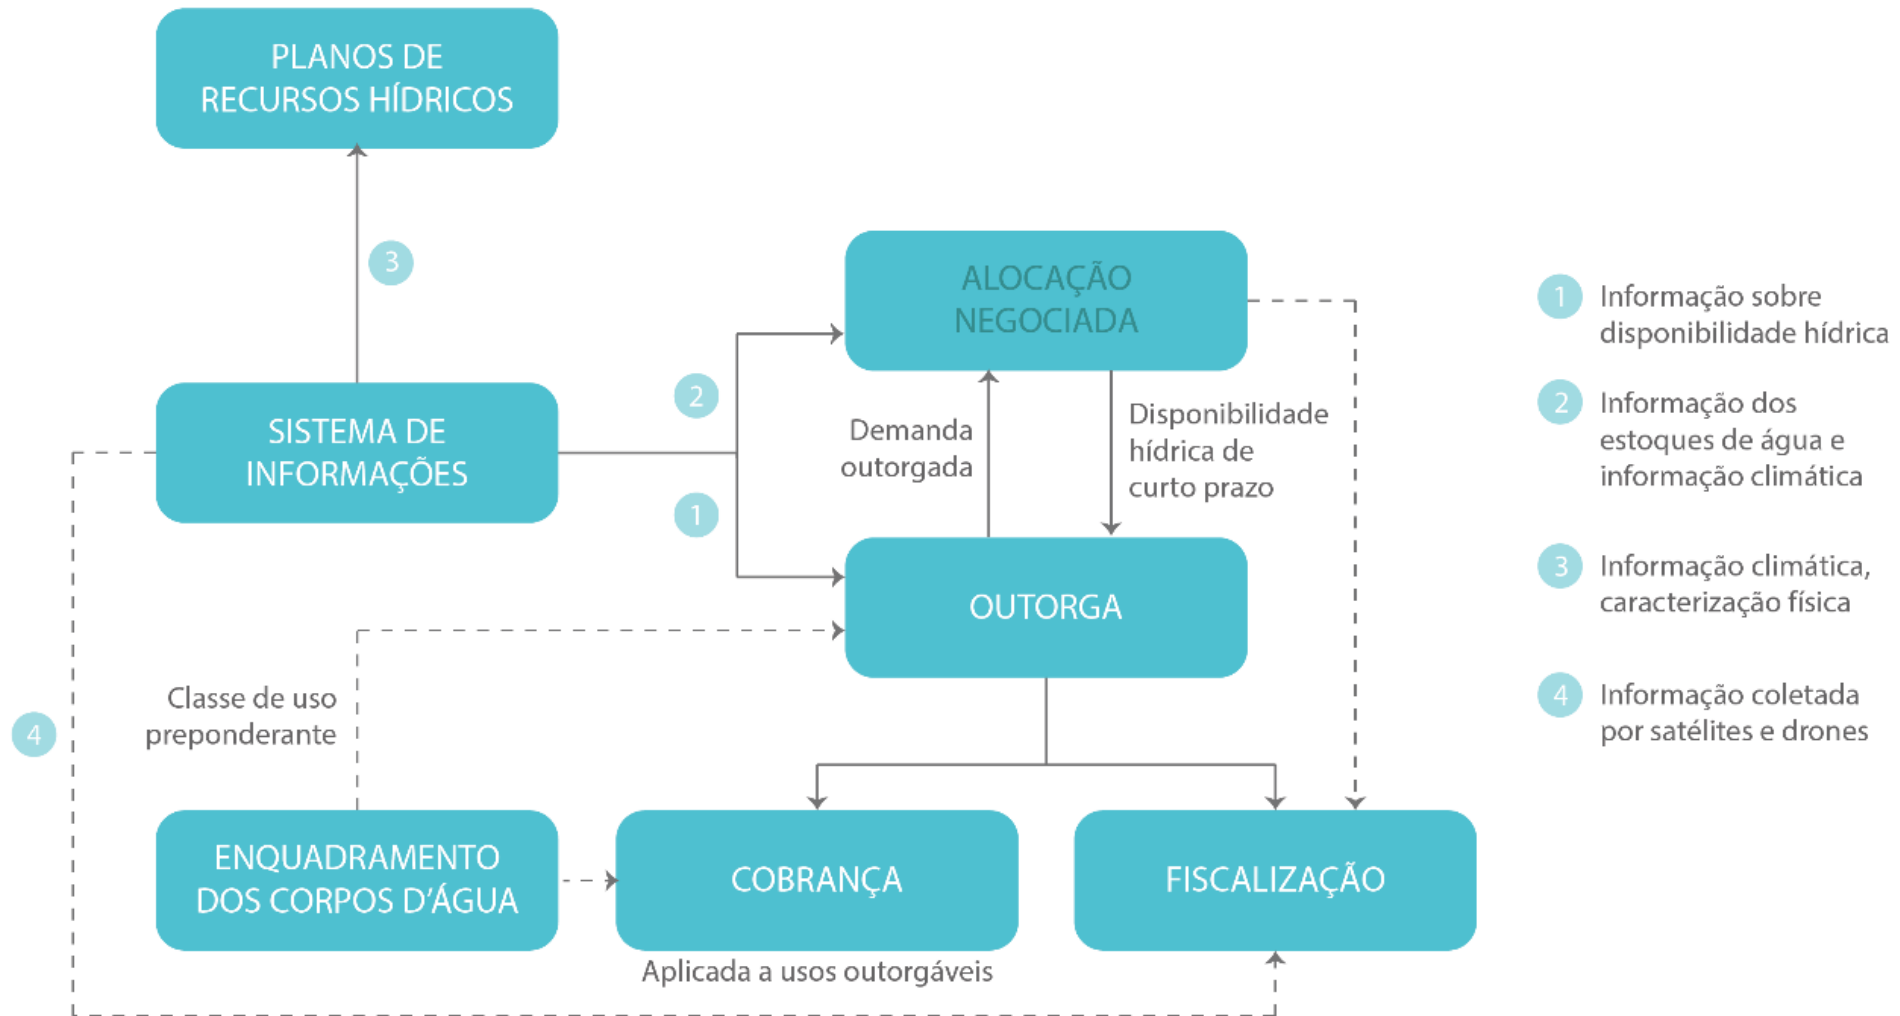 PLANOS DE
RECURSOS HÍDRICOS
3
ALOCAÇÃO
NEGOCIADA
SISTEMA DE
INFORMAÇÕES
2
1
Demanda
outorgada
Disponibilidade
hídrica de
curto prazo
OUTORGA
Classe de uso
preponderante
4
ENQUADRAMENTO
DOS CORPOS D'ÁGUA
COBRANÇA
Aplicada a usos outorgáveis
FISCALIZAÇÃO
1 Informação sobre
disponibilidade hídrica
2 Informação dos
estoques de água e
informação climática
3 Informação climática,
caracterização física
4 Informação coletada
por satélites e drones